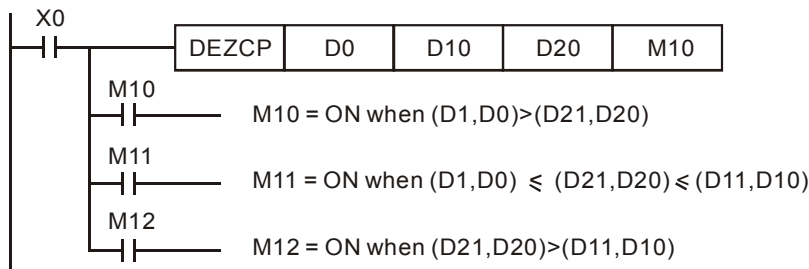 X0
DEZCP D0 D10 D20 M10
M10
M10 = ON when (D1,D0)>(D21,D20)
M11
M11 = ON when (D1,D0) ≤ (D21,D20) ≤ (D11,D10)
M12
M12 = ON when (D21,D20)>(D11,D10)